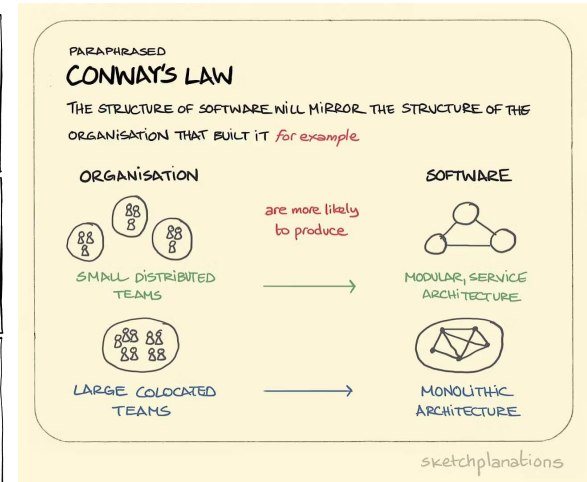 PARAPHRASED
CONWAY'S LAW
THE STRUCTURE OF SOFTWARE WILL MIRROR THE STRUCTURE OF THE
ORGANISATION THAT BUILT IT for example
ORGANISATION
SOFTWARE
are more likely
to produce
SMALL DISTRIBUTED
TEAMS
MODULAR, SERVICE
ARCHITECTURE
LARGE COLOCATED
TEAMS
MONOLITHIC
ARCHITECTURE
sketchplanations